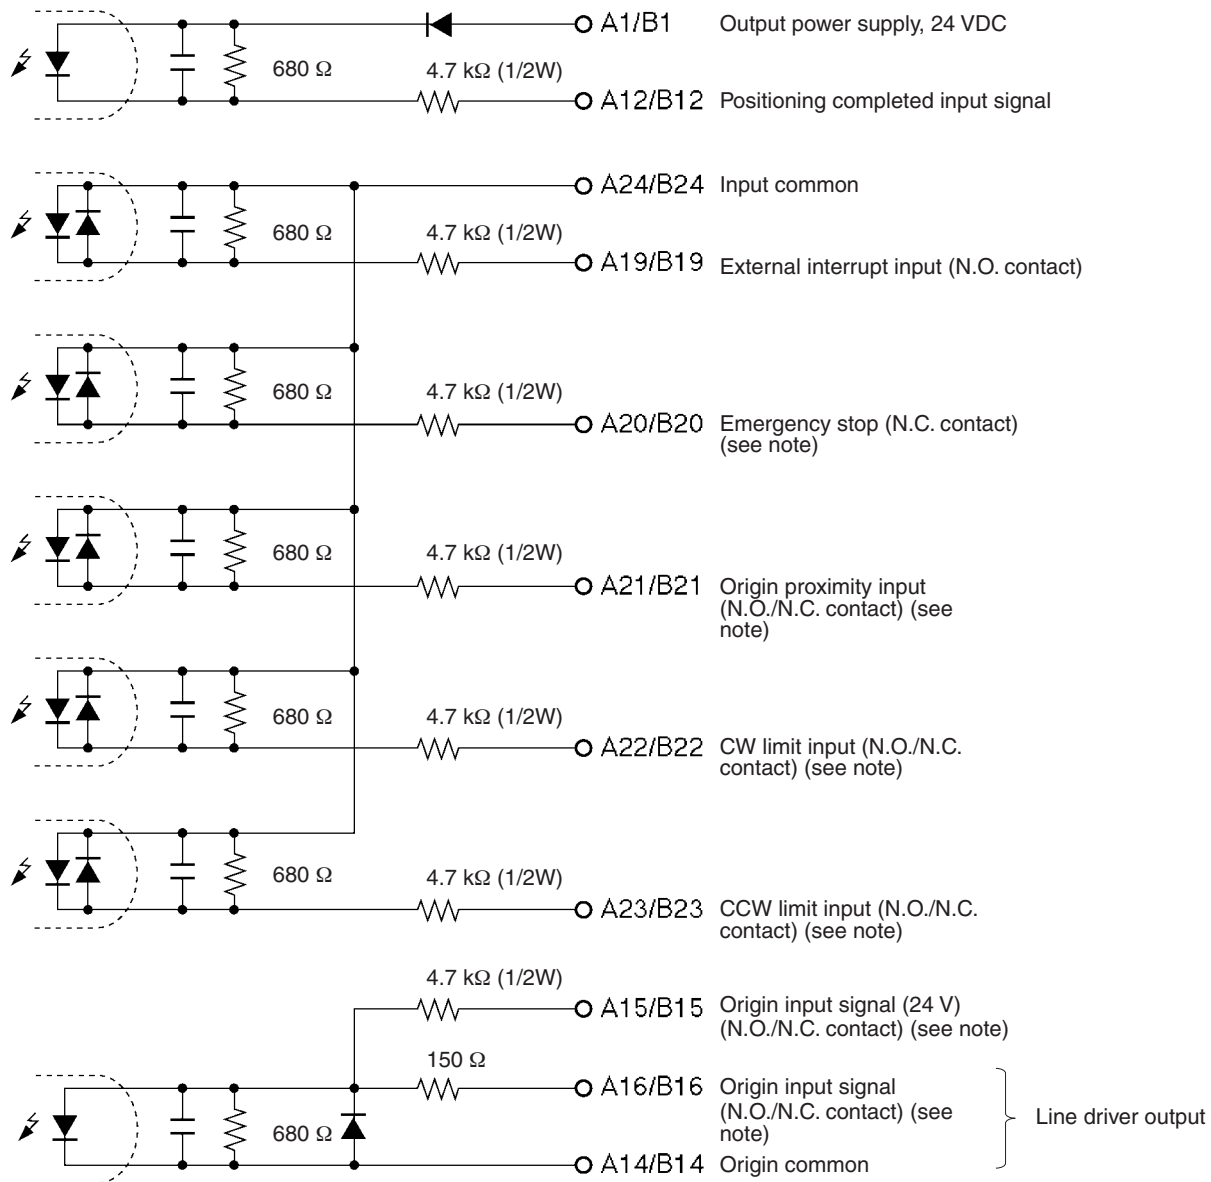 A1/B1 Output power supply, 24 VDC
680 Ω 4.7 kΩ (1/2W)
A12/B12 Positioning completed input signal
A24/B24 Input common
680 Ω 4.7 kΩ (1/2W)
A19/B19 External interrupt input (N.O. contact)
680 Ω 4.7 kΩ (1/2W)
A20/B20 Emergency stop (N.C. contact)
(see note)
680 Ω 4.7 kΩ (1/2W)
A21/B21 Origin proximity input
(N.O./N.C. contact) (see
note)
680 Ω 4.7 kΩ (1/2W)
A22/B22 CW limit input (N.O./N.C.
contact) (see note)
680 Ω 4.7 kΩ (1/2W)
A23/B23 CCW limit input (N.O./N.C.
contact) (see note)
4.7 kΩ (1/2W)
A15/B15 Origin input signal (24 V)
(N.O./N.C. contact) (see note)
150 Ω
A16/B16 Origin input signal
(N.O./N.C. contact) (see
note)
Line driver output
680 Ω
A14/B14 Origin common